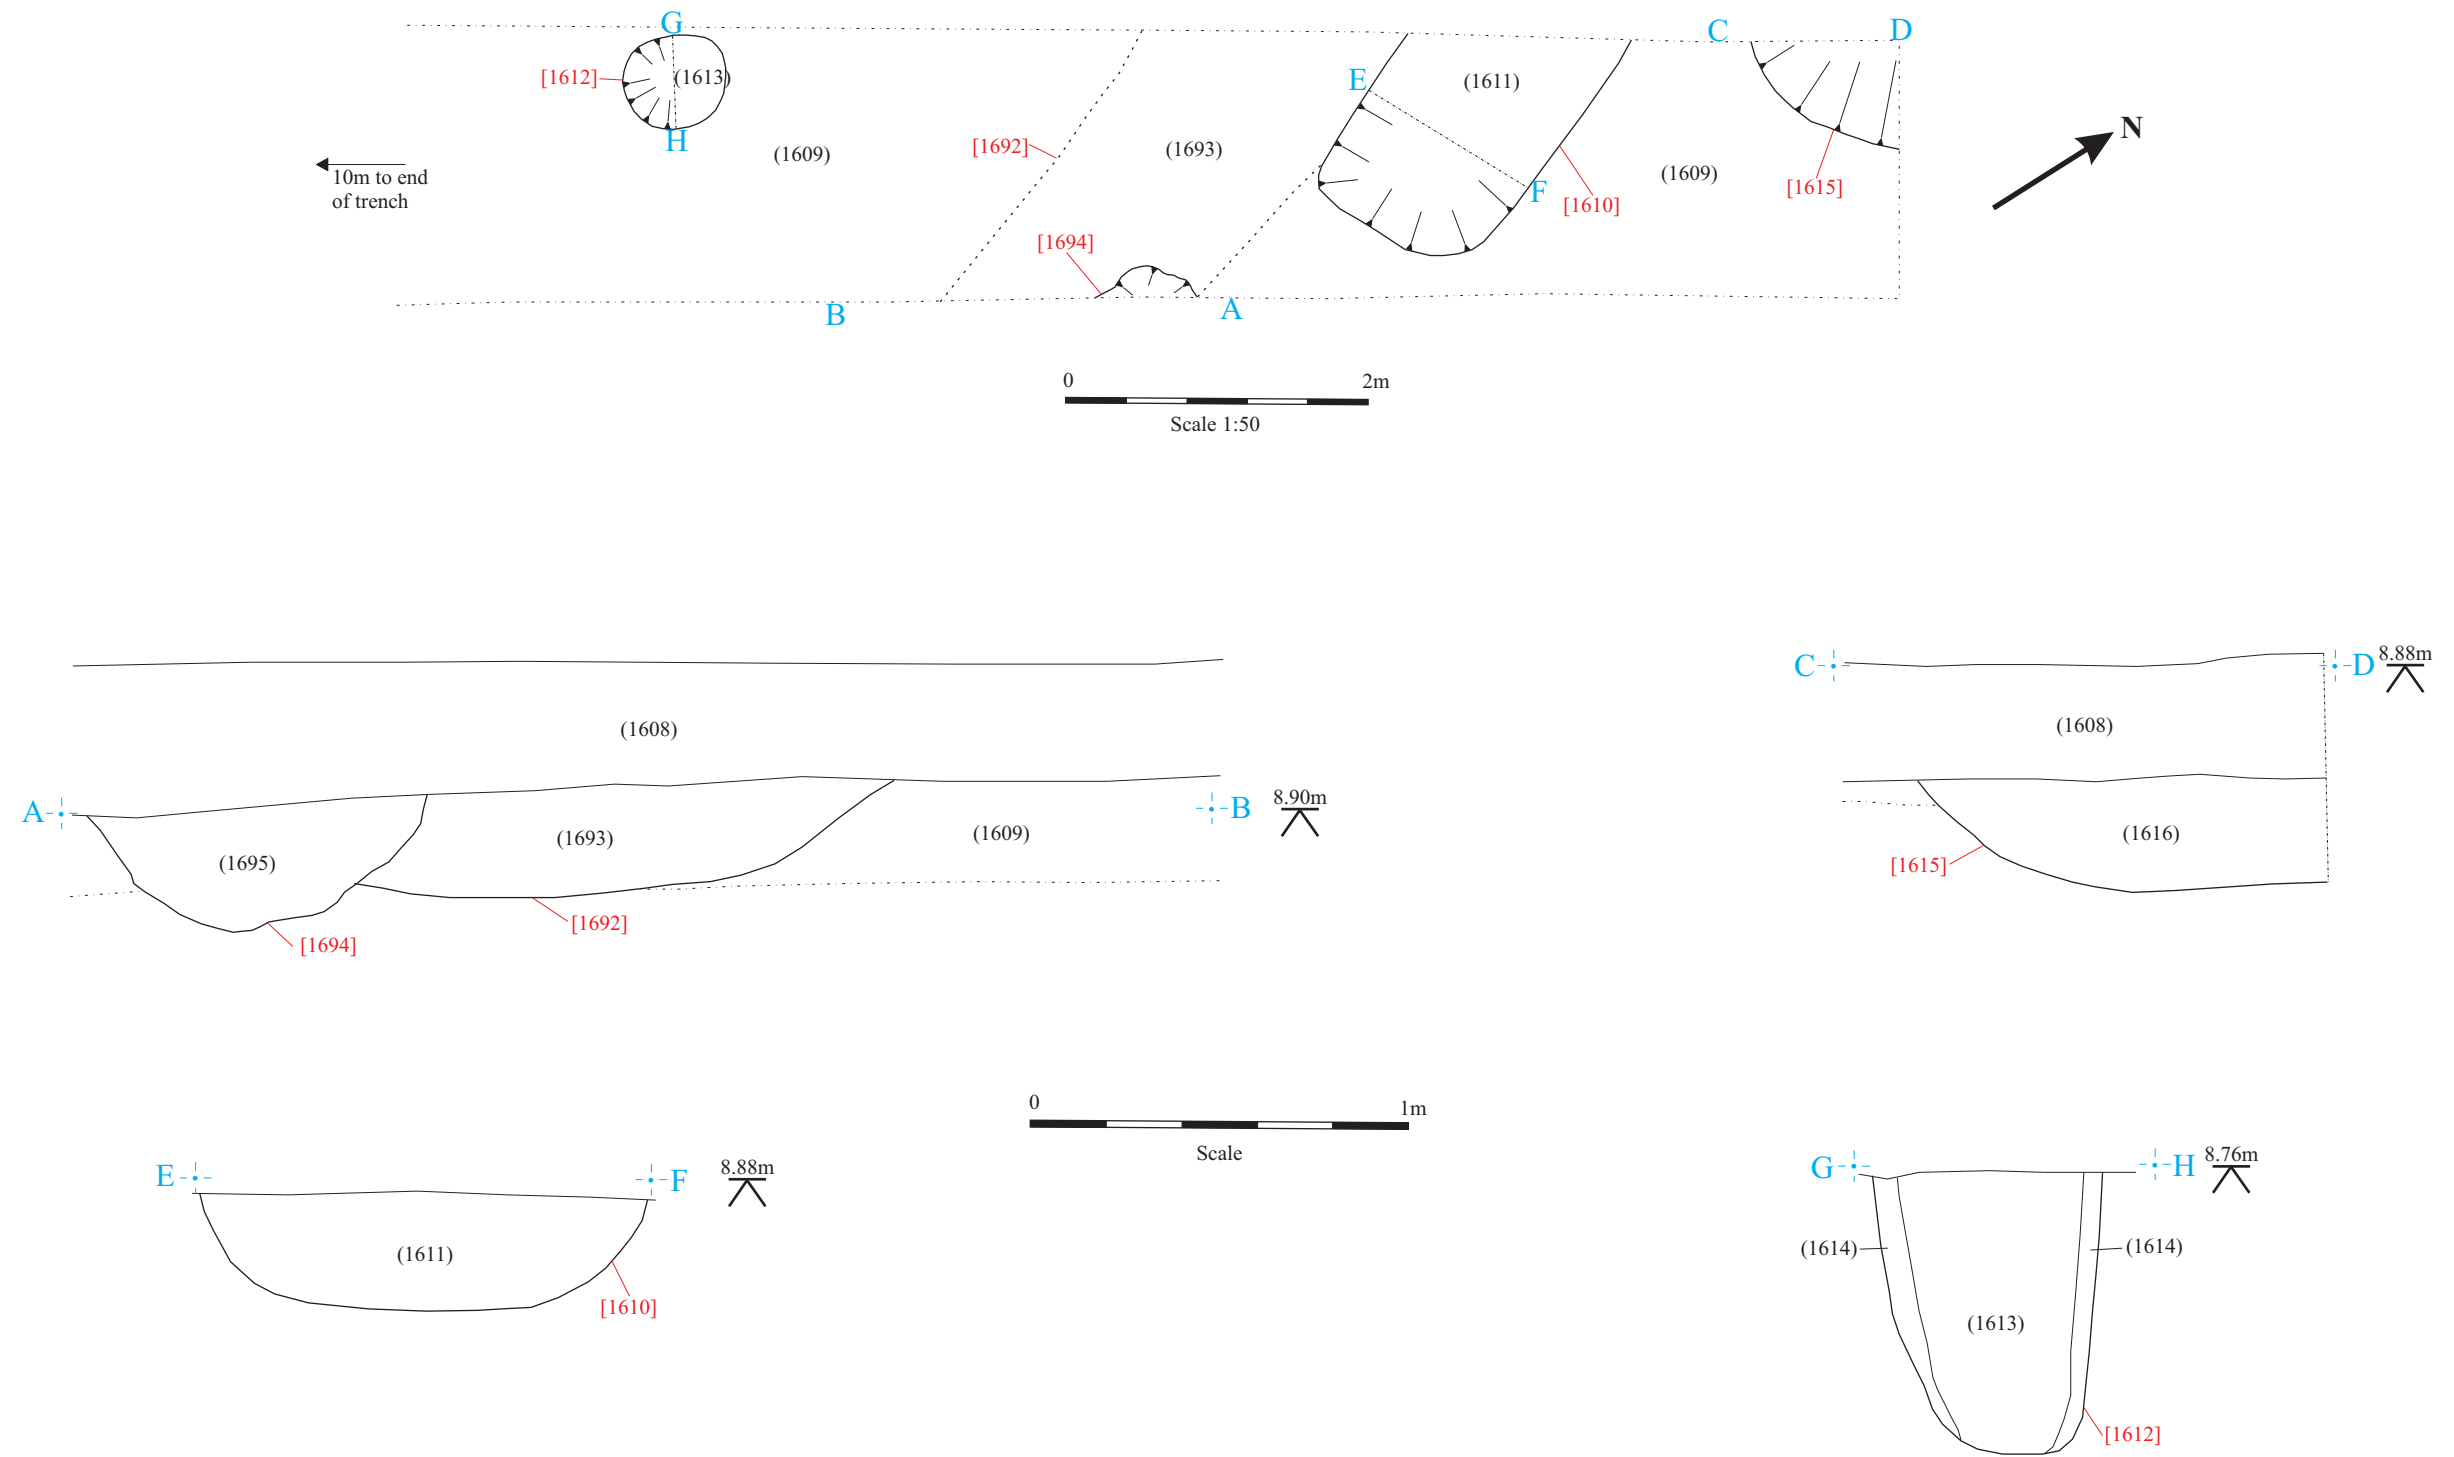 G
C
D
[1612]
(1613)
E
(1611)
H
(1609)
[1692]
(1693)
N
10m to end
of trench
(1609)
[1615]
F
[1610]
[1694]
B
A
0
2m
Scale 1:50
C
D
8.88m
(1608)
(1608)
A
8.90m
B
(1695)
(1693)
(1609)
(1616)
[1615]
[1692]
[1694]
0
1m
Scale
E
8.88m
F
(1611)
[1610]
G
H
8.76m
(1614)
(1614)
(1613)
[1612]